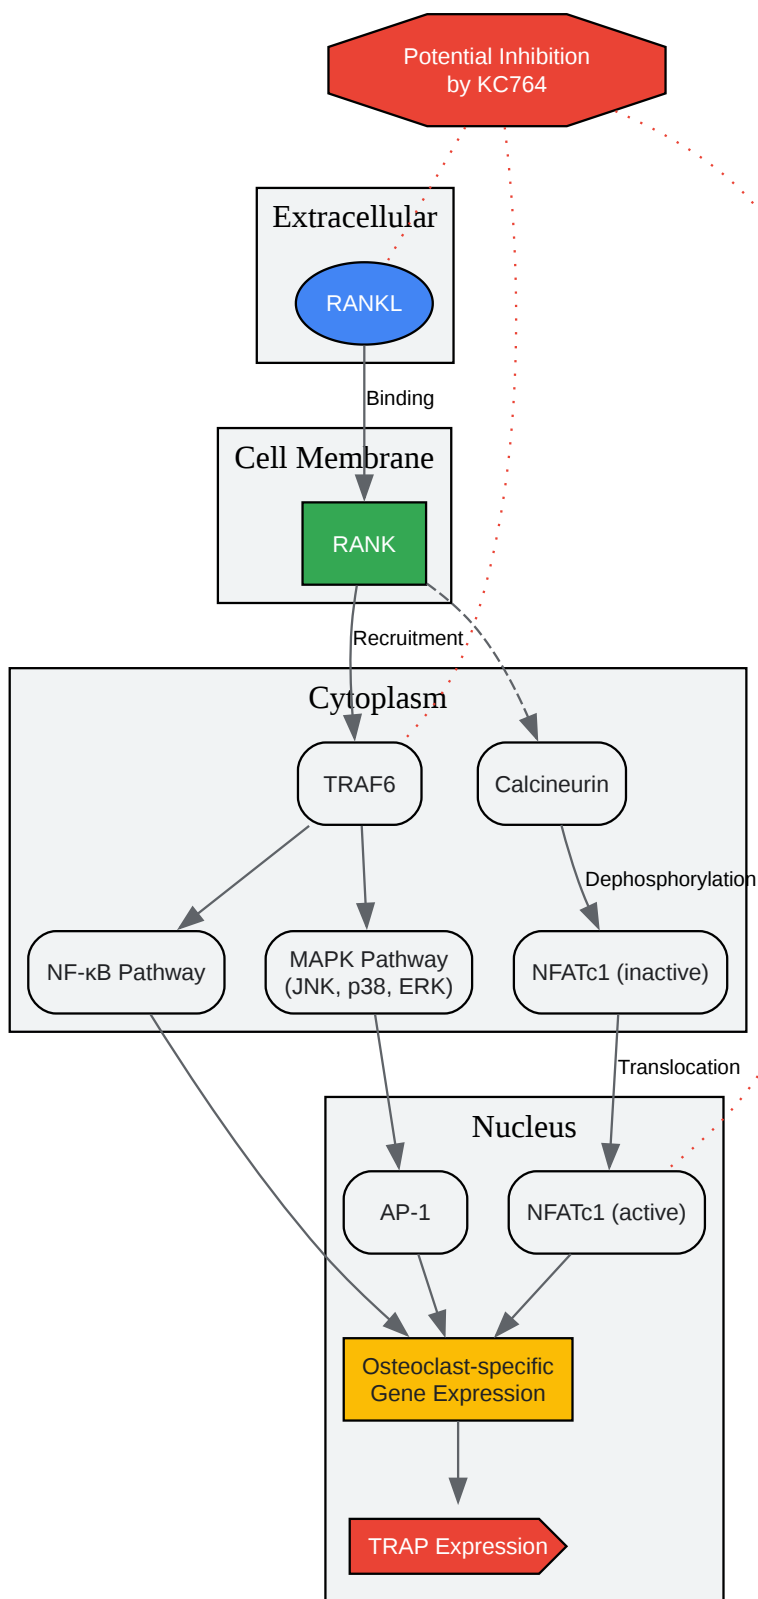 Potential Inhibition
by KC764
Extracellular
RANKL
Binding
Cell Membrane
RANK
Recruitment
Cytoplasm
TRAF6
Calcineurin
Dephosphorylation
NF-κB Pathway
MAPK Pathway
(JNK, p38, ERK)
NFATc1 (inactive)
Translocation
Nucleus
AP-1
NFATc1 (active)
Osteoclast-specific
Gene Expression
TRAP Expression